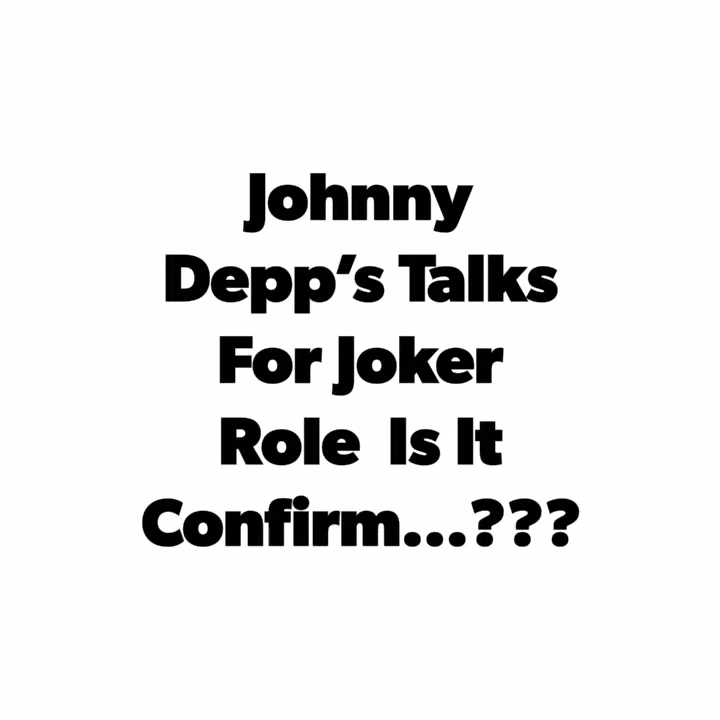 Johnny
Depp’s Talks
For Joker
Role  Is It
Confirm...???